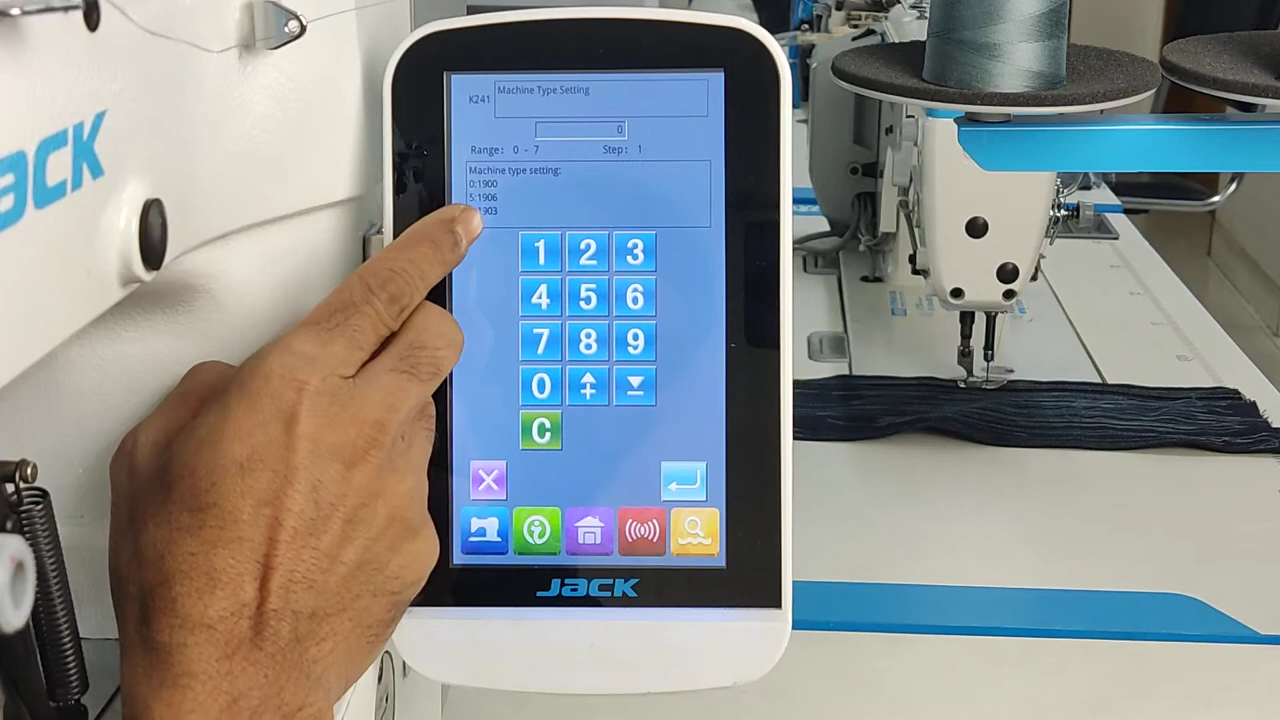 JACK
K241
Machine Type Setting
0
Range: 0 - 7 Step: 1
Machine type setting:
0:1900
5:1906
1903
1 2 3
4 5 6
7 8 9
0
C
JACK